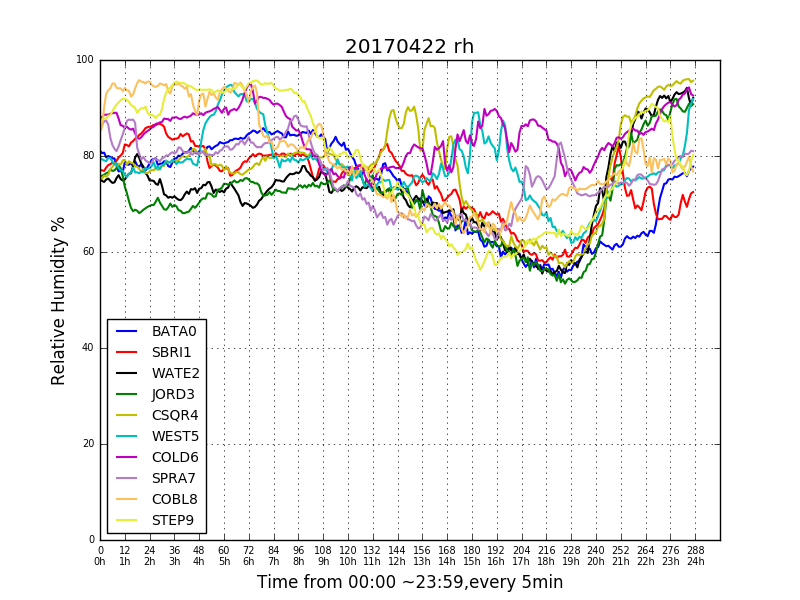 20170422 rh
100
80
60
40
20
0
Relative Humidity %
BATA0
SBRI1
WATE2
JORD3
CSQR4
WEST5
COLD6
SPRA7
COBL8
STEP9
0 12 24 36 48 60 72 84 96 108 120 132 144 156 168 180 192 204 216 228 240 252 264 276 288
0h 1h 2h 3h 4h 5h 6h 7h 8h 9h 10h 11h 12h 13h 14h 15h 16h 17h 18h 19h 20h 21h 22h 23h 24h
Time from 00:00 ~23:59,every 5min